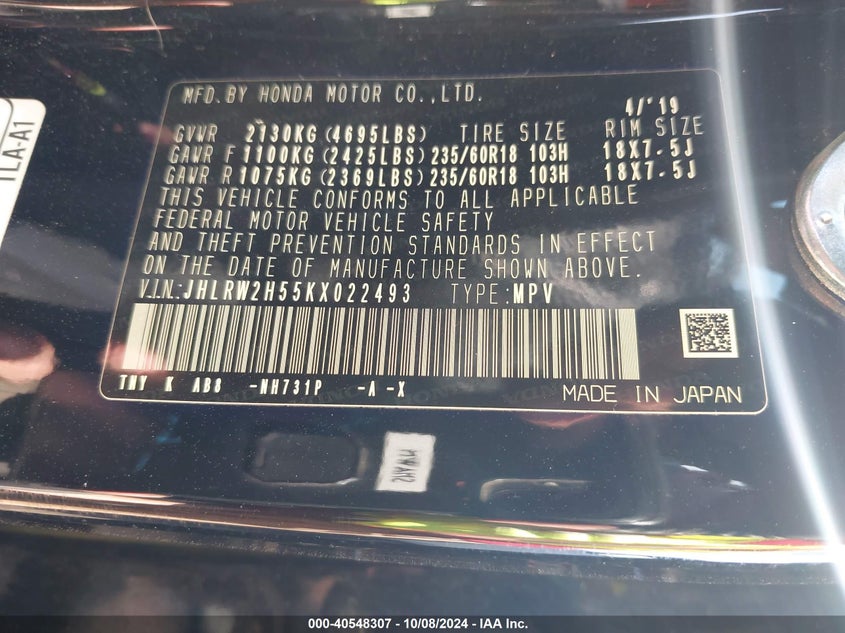 MFD.BY HONDA MOTOR CO.,LTD.
4/'19
GVWR 2130KG(4695LBS) TIRE SIZE RIM SIZE
GAWR F 1100KG(2425LBS) 235/60R18 103H 18X7.5J
GAWR R 1075KG(2369LBS) 235/60R18 103H 18X7.5J
THIS VEHICLE CONFORMS TO ALL APPLICABLE
FEDERAL MOTOR VEHICLE SAFETY
AND THEFT PREVENTION STANDARDS IN EFFECT
ON THE DATE OF MANUFACTURE SHOWN ABOVE.
V.I.N:JHLRW2H55KX022493 TYPE:MPV
TNY K AB8 -NH731P -A -X
MADE IN JAPAN
TLA-A1
000-40548307 - 10/08/2024 - IAA Inc.